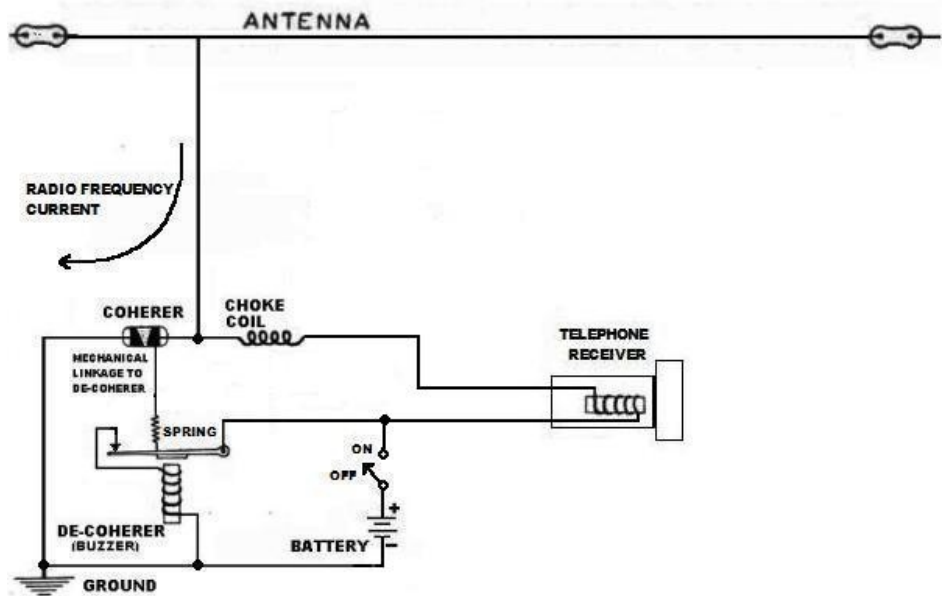 ANTENNA
RADIO FREQUENCY
CURRENT
COHERER
CHOKE
COIL
TELEPHONE
RECEIVER
MECHANICAL
LINKAGE TO
DE-COHERER
SPRING
ON
OFF
+
DE-COHERER
(BUZZER)
BATTERY
−
GROUND